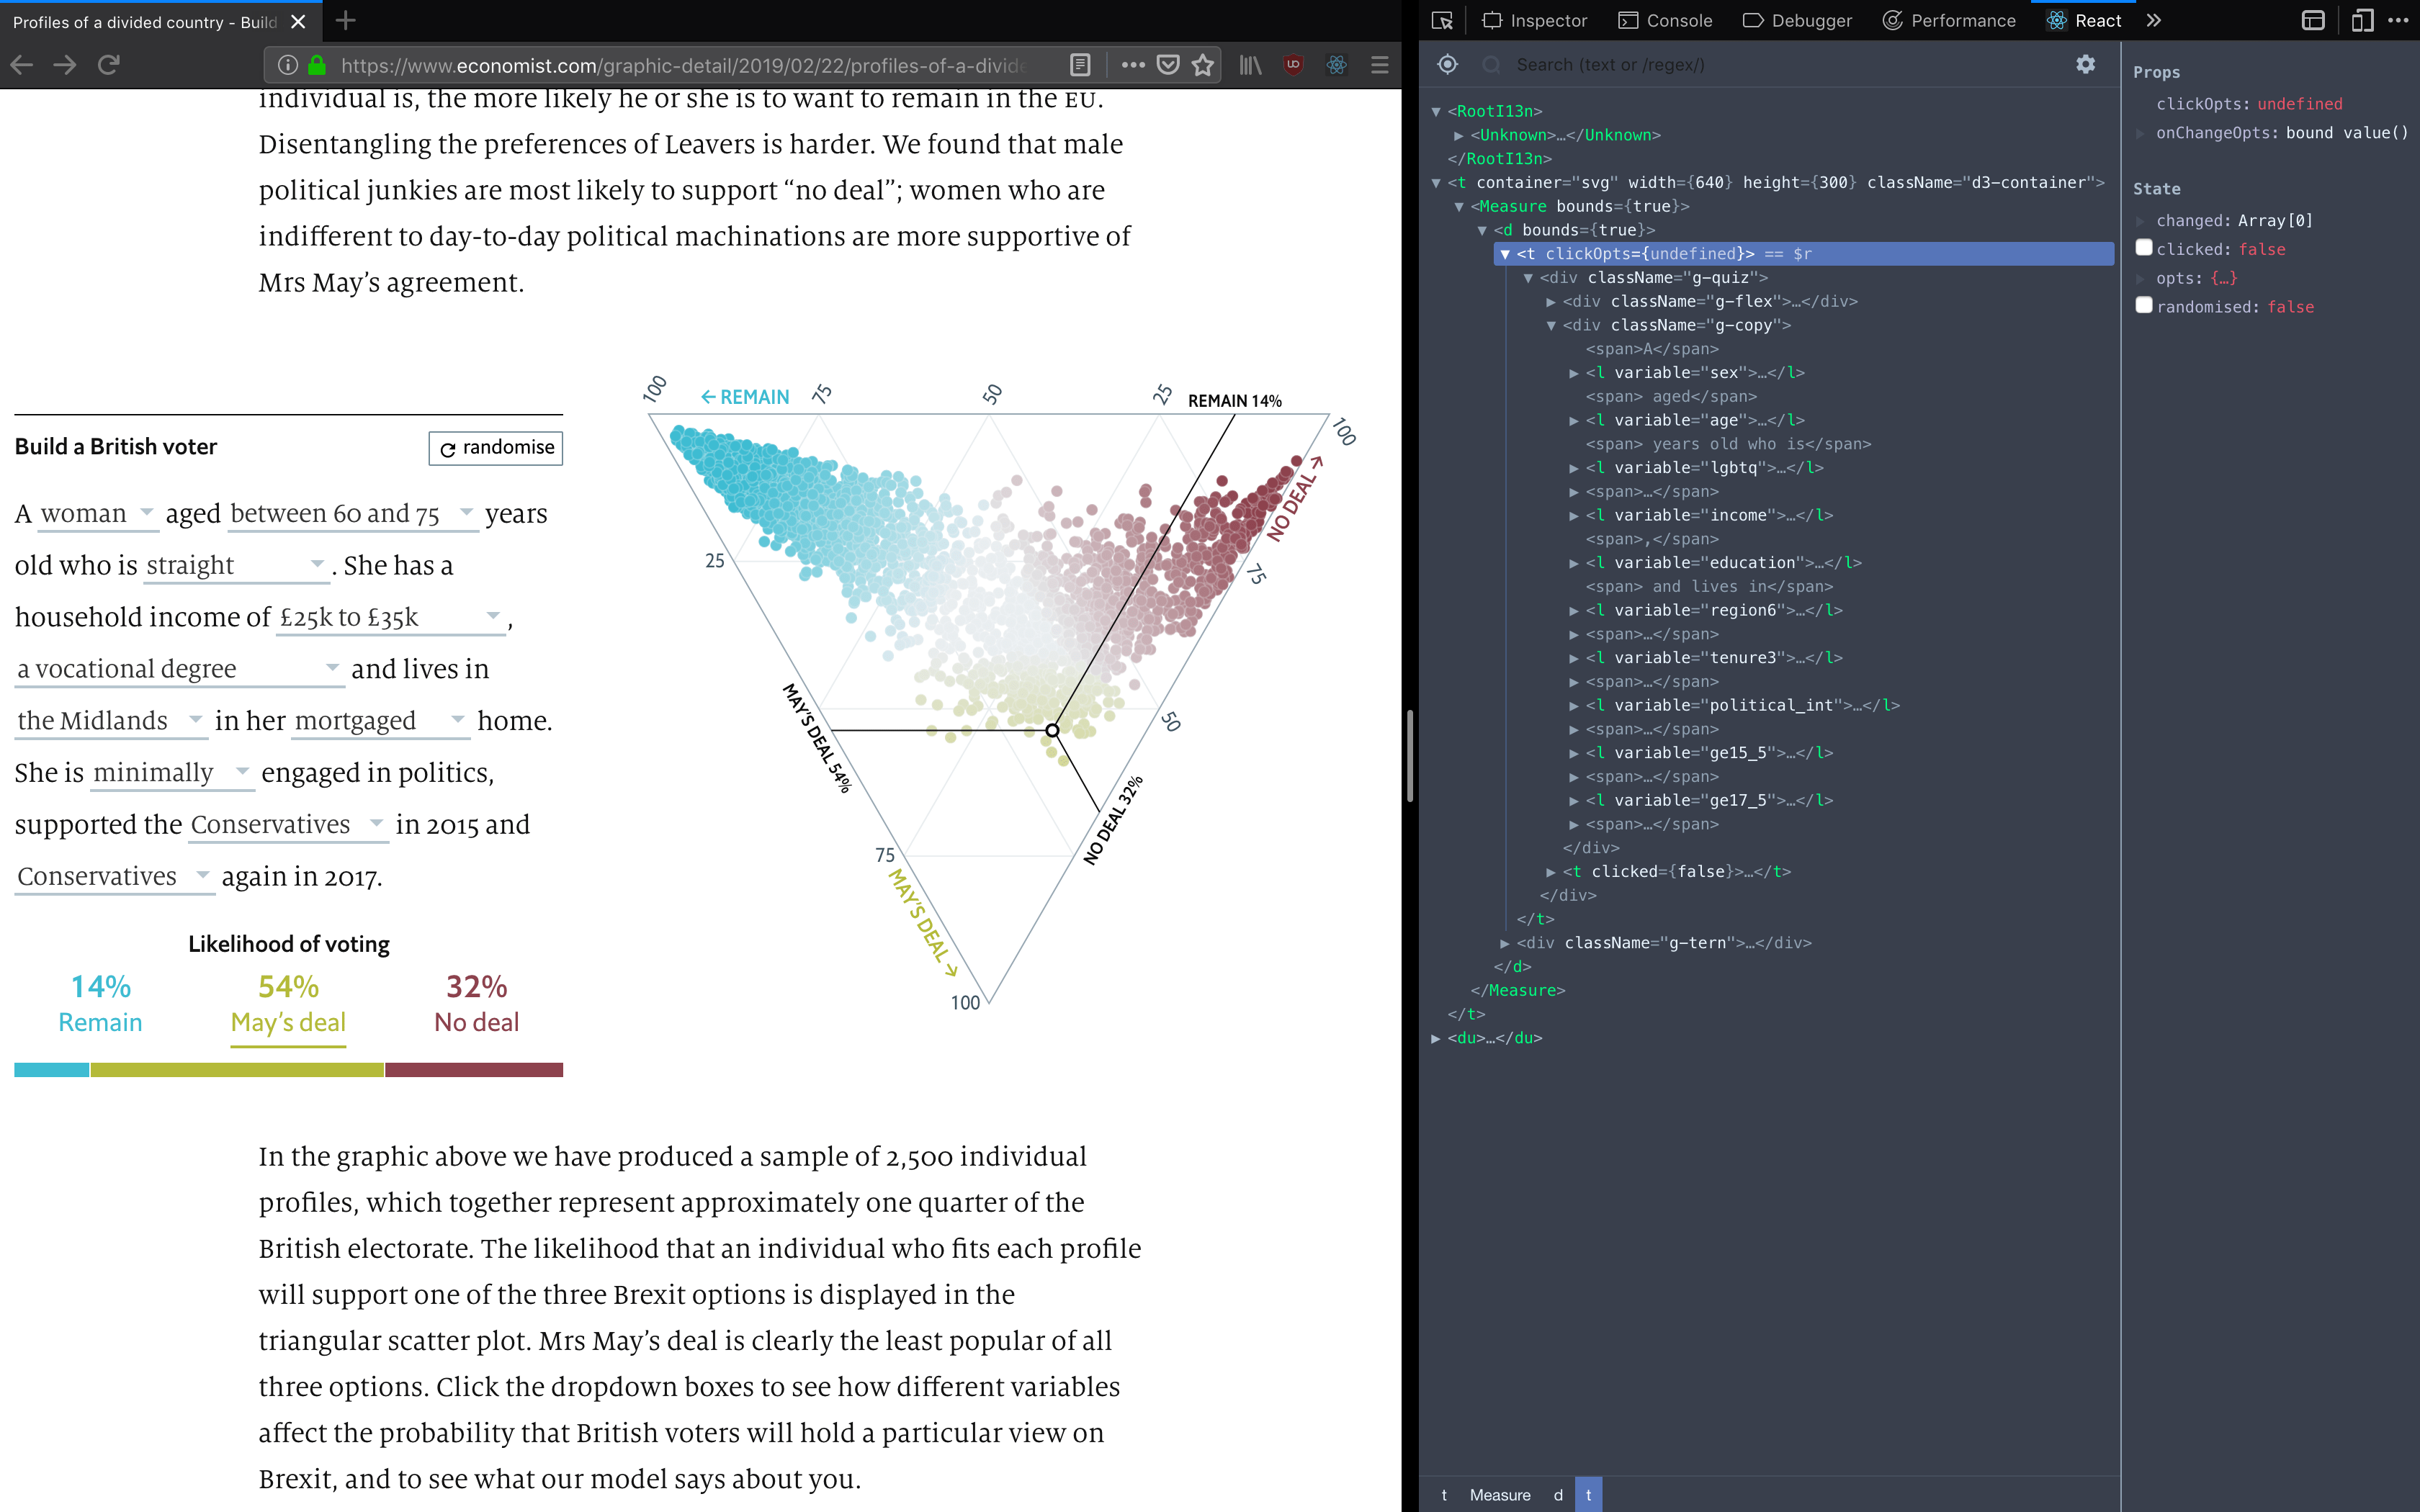 Profiles of a divided country - Build
https://www.economist.com/graphic-detail/2019/02/22/profiles-of-a-divide
individual is, the more likely he or she is to want to remain in the EU.
Disentangling the preferences of Leavers is harder. We found that male
political junkies are most likely to support “no deal”; women who are
indifferent to day-to-day political machinations are more supportive of
Mrs May’s agreement.
Build a British voter
randomise
A woman aged between 60 and 75 years
old who is straight . She has a
household income of £25k to £35k ,
a vocational degree and lives in
the Midlands in her mortgaged home.
She is minimally engaged in politics,
supported the Conservatives in 2015 and
Conservatives again in 2017.
Likelihood of voting
14% 54% 32%
Remain May’s deal No deal
100
← REMAIN
75
50
25
REMAIN 14%
100
NO DEAL →
75
25
50
MAY’S DEAL 54%
NO DEAL 32%
75
MAY’S DEAL →
100
In the graphic above we have produced a sample of 2,500 individual
profiles, which together represent approximately one quarter of the
British electorate. The likelihood that an individual who fits each profile
will support one of the three Brexit options is displayed in the
triangular scatter plot. Mrs May’s deal is clearly the least popular of all
three options. Click the dropdown boxes to see how different variables
affect the probability that British voters will hold a particular view on
Brexit, and to see what our model says about you.
Inspector Console Debugger Performance React
Search (text or /regex/)
<RootI13n>
<Unknown>…</Unknown>
</RootI13n>
<t container="svg" width={640} height={300} className="d3-container">
<Measure bounds={true}>
<d bounds={true}>
<t clickOpts={undefined}> == $r
<div className="g-quiz">
<div className="g-flex">…</div>
<div className="g-copy">
<span>A</span>
<l variable="sex">…</l>
<span> aged</span>
<l variable="age">…</l>
<span> years old who is</span>
<l variable="lgbtq">…</l>
<span>…</span>
<l variable="income">…</l>
<span>,</span>
<l variable="education">…</l>
<span> and lives in</span>
<l variable="region6">…</l>
<span>…</span>
<l variable="tenure3">…</l>
<span>…</span>
<l variable="political_int">…</l>
<span>…</span>
<l variable="ge15_5">…</l>
<span>…</span>
<l variable="ge17_5">…</l>
<span>…</span>
</div>
<t clicked={false}>…</t>
</div>
</t>
<div className="g-tern">…</div>
</d>
</Measure>
</t>
<du>…</du>
t Measure d t
Props
clickOpts: undefined
onChangeOpts: bound value()
State
changed: Array[0]
clicked: false
opts: {…}
randomised: false